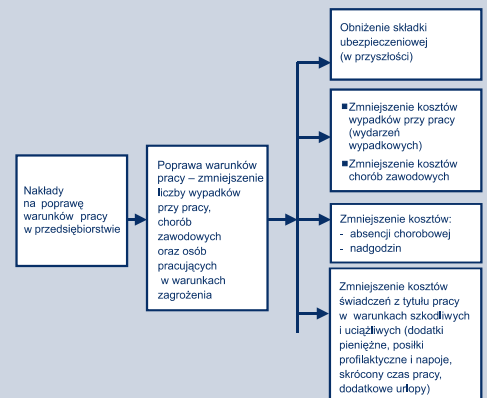 Nakłady
na poprawę
warunków pracy
w przedsiębiorstwie
Poprawa warunków
pracy – zmniejszenie
liczby wypadków
przy pracy,
chorób
zawodowych
oraz osób
pracujących
w warunkach
zagrożenia
Obniżenie składki
ubezpieczeniowej
(w przyszłości)
■Zmniejszenie kosztów
wypadków przy pracy
(wydarzeń
wypadkowych)
■Zmniejszenie kosztów
chorób zawodowych
Zmniejszenie kosztów:
- absencji chorobowej
- nadgodzin
Zmniejszenie kosztów
świadczeń z tytułu pracy
w warunkach szkodliwych
i uciążliwych (dodatki
pieniężne, posiłki
profilaktyczne i napoje,
skrócony czas pracy,
dodatkowe urlopy)